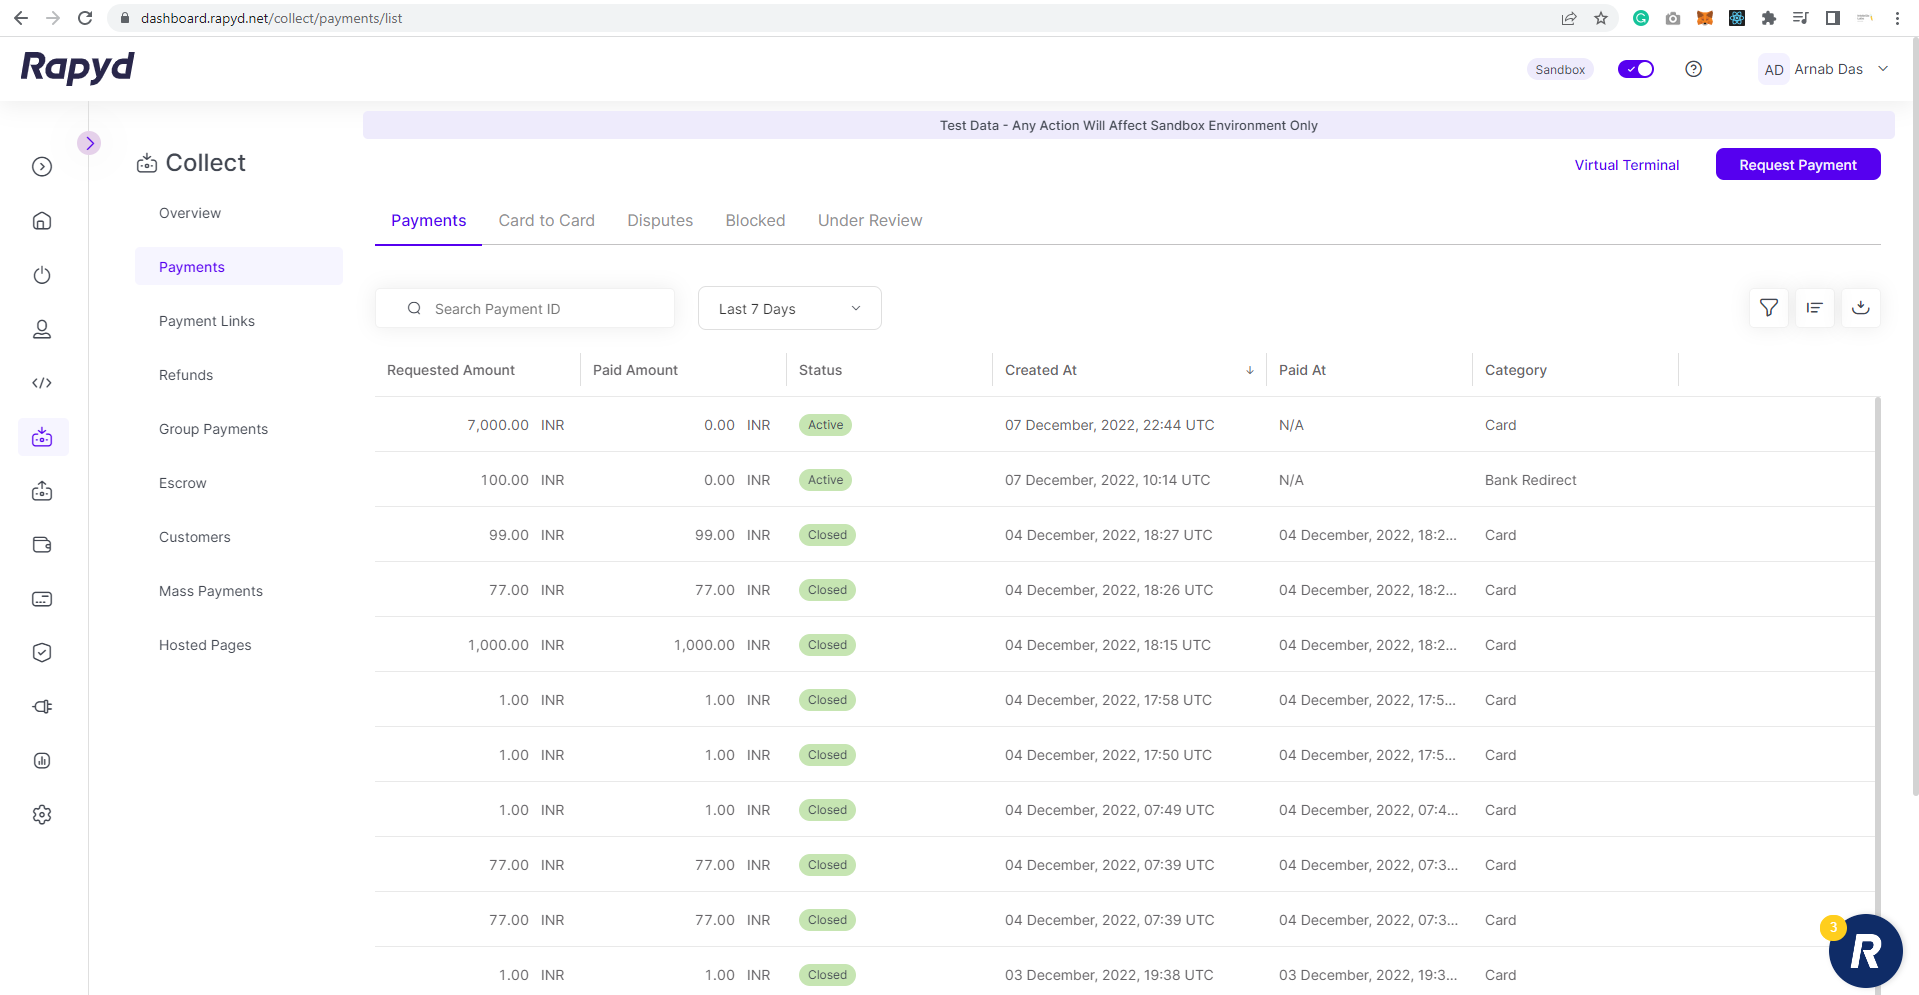 dashboard.rapyd.net/collect/payments/list
Rapyd
Sandbox
AD Arnab Das
Test Data - Any Action Will Affect Sandbox Environment Only
Collect
Virtual Terminal
Request Payment
Overview
Payments
Payment Links
Refunds
Group Payments
Escrow
Customers
Mass Payments
Hosted Pages
Payments Card to Card Disputes Blocked Under Review
Search Payment ID
Last 7 Days
Requested Amount Paid Amount Status Created At Paid At Category
7,000.00 INR 0.00 INR Active 07 December, 2022, 22:44 UTC N/A Card
100.00 INR 0.00 INR Active 07 December, 2022, 10:14 UTC N/A Bank Redirect
99.00 INR 99.00 INR Closed 04 December, 2022, 18:27 UTC 04 December, 2022, 18:2... Card
77.00 INR 77.00 INR Closed 04 December, 2022, 18:26 UTC 04 December, 2022, 18:2... Card
1,000.00 INR 1,000.00 INR Closed 04 December, 2022, 18:15 UTC 04 December, 2022, 18:2... Card
1.00 INR 1.00 INR Closed 04 December, 2022, 17:58 UTC 04 December, 2022, 17:5... Card
1.00 INR 1.00 INR Closed 04 December, 2022, 17:50 UTC 04 December, 2022, 17:5... Card
1.00 INR 1.00 INR Closed 04 December, 2022, 07:49 UTC 04 December, 2022, 07:4... Card
77.00 INR 77.00 INR Closed 04 December, 2022, 07:39 UTC 04 December, 2022, 07:3... Card
77.00 INR 77.00 INR Closed 04 December, 2022, 07:39 UTC 04 December, 2022, 07:3... Card
1.00 INR 1.00 INR Closed 03 December, 2022, 19:38 UTC 03 December, 2022, 19:3... Card
3
R